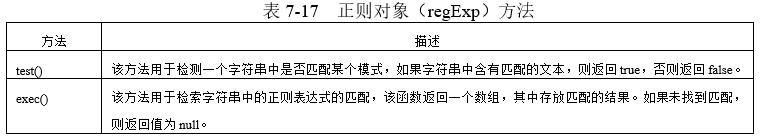 表 7-17 正则对象（regExp）方法
方法 描述
test() 该方法用于检测一个字符串中是否匹配某个模式，如果字符串中含有匹配的文本，则返回 true，否则返回 false。
exec() 该方法用于检索字符串中的正则表达式的匹配，该函数返回一个数组，其中存放匹配的结果。如果未找到匹配，
则返回值为 null。